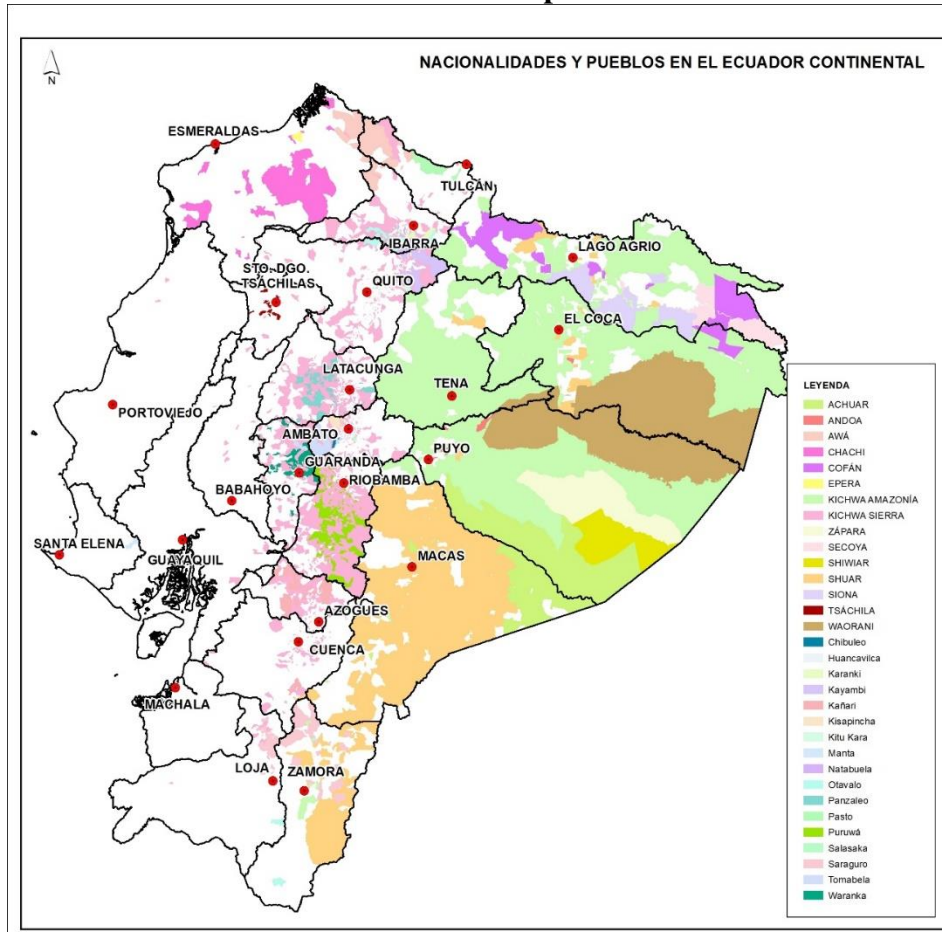 N
NACIONALIDADES Y PUEBLOS EN EL ECUADOR CONTINENTAL
ESMERALDAS
TULCÁN
IBARRA
LAGO AGRIO
STO. DGO.
TSÁCHILAS
QUITO
EL COCA
LATACUNGA
TENA
PORTOVIEJO
AMBATO
PUYO
GUARANDA
RIOBAMBA
BABAHOYO
SANTA ELENA
GUAYAQUIL
MACAS
AZOGUES
CUENCA
MACHALA
LOJA
ZAMORA
LEYENDA
ACHUAR
ANDOA
AWÁ
CHACHI
COFÁN
EPERA
KICHWA AMAZONÍA
KICHWA SIERRA
ZÁPARA
SECOYA
SHIWIAR
SHUAR
SIONA
TSÁCHILA
WAORANI
Chibuleo
Huancavilca
Karanki
Kayambi
Kañari
Kisapincha
Kitu Kara
Manta
Natabuela
Otavalo
Panzaleo
Pasto
Puruwá
Salasaka
Saraguro
Tomabela
Waranka